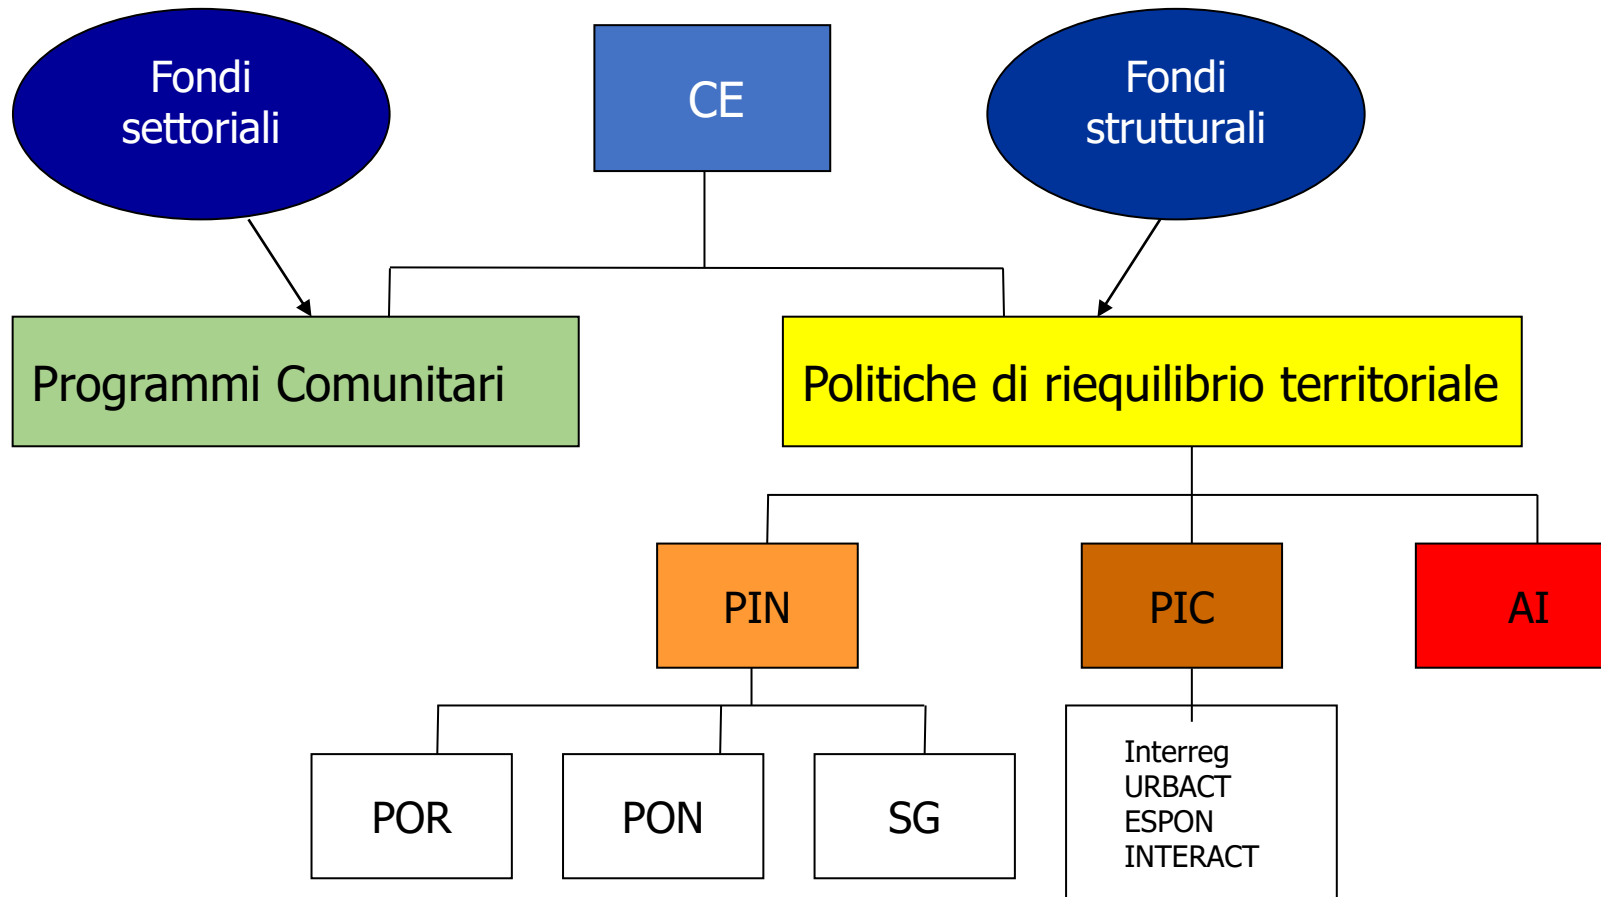 Fondi
settoriali
CE
Fondi
strutturali
Programmi Comunitari
Politiche di riequilibrio territoriale
PIN
PIC
AI
POR
PON
SG
Interreg
URBACT
ESPON
INTERACT